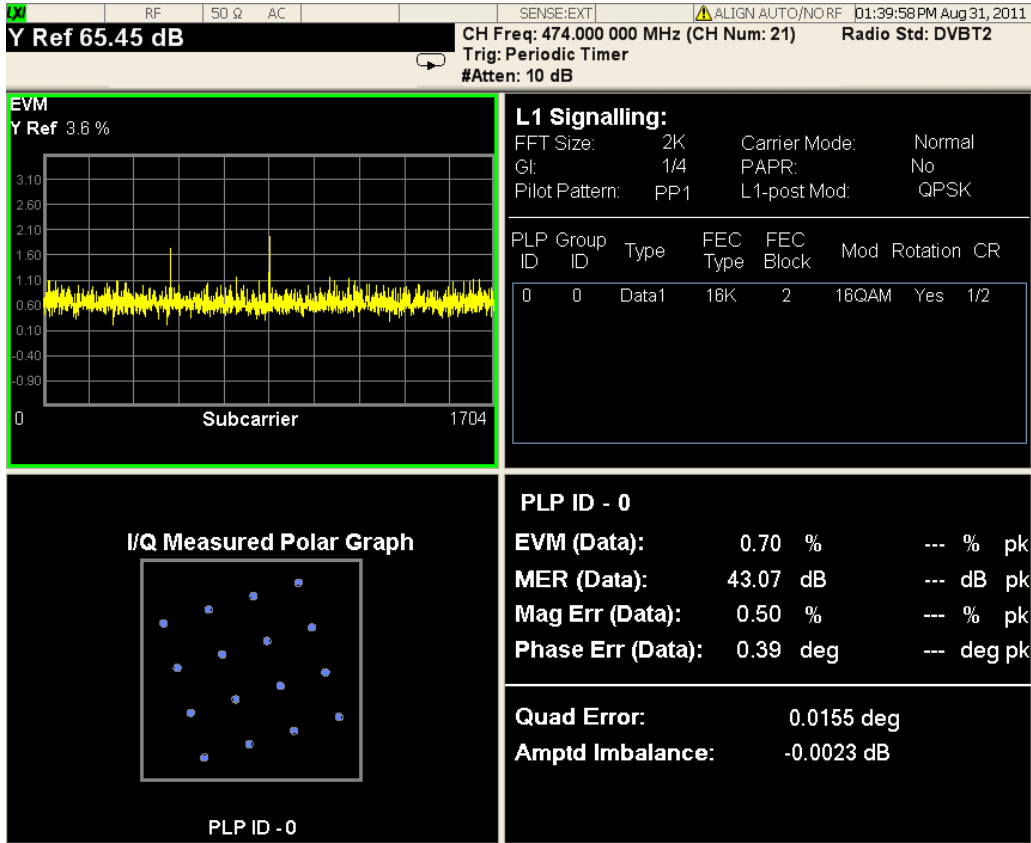 LXI RF 50 Ω AC SENSE:EXT ALIGN AUTO/NO RF 01:39:58 PM Aug 31, 2011
Y Ref 65.45 dB
CH Freq: 474.000 000 MHz (CH Num: 21) Radio Std: DVBT2
Trig: Periodic Timer
#Atten: 10 dB
EVM
Y Ref 3.6 %
3.10
2.60
2.10
1.60
1.10
0.60
0.10
-0.40
-0.90
0 Subcarrier 1704
L1 Signalling:
FFT Size: 2K Carrier Mode: Normal
GI: 1/4 PAPR: No
Pilot Pattern: PP1 L1-post Mod: QPSK
PLP ID Group ID Type FEC Type FEC Block Mod Rotation CR
0 0 Data1 16K 2 16QAM Yes 1/2
I/Q Measured Polar Graph
PLP ID - 0
PLP ID - 0
EVM (Data): 0.70 % --- % pk
MER (Data): 43.07 dB --- dB pk
Mag Err (Data): 0.50 % --- % pk
Phase Err (Data): 0.39 deg --- deg pk
Quad Error: 0.0155 deg
Amptd Imbalance: -0.0023 dB